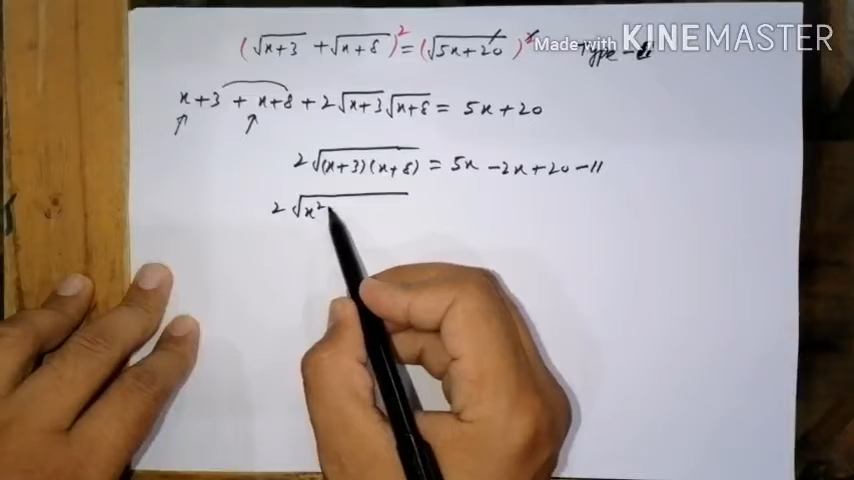 (√(x+3) + √(x+8))² = (√(5x+20))² Made with KINEMASTER Type -
x+3 + x+8 + 2√(x+3)√(x+8) = 5x+20
2√((x+3)(x+8)) = 5x -2x+20-11
2√(x²